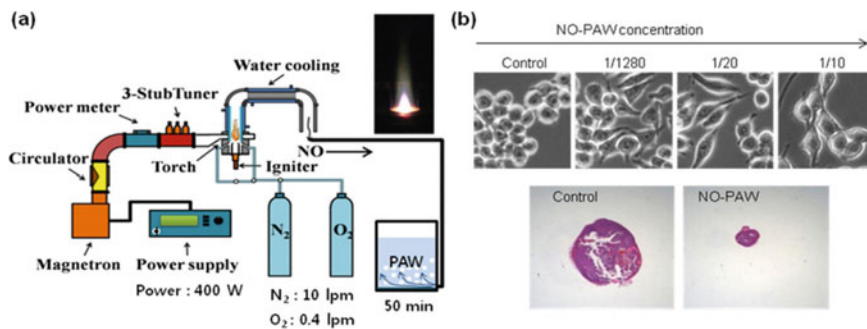 (a)
Water cooling
3-StubTuner
Power meter
Circulator
Torch
Igniter
NO
Magnetron
Power supply
Power : 400 W
N2
O2
N2 : 10 lpm
O2 : 0.4 lpm
PAW
50 min
(b)
NO-PAW concentration
Control 1/1280 1/20 1/10
Control
NO-PAW